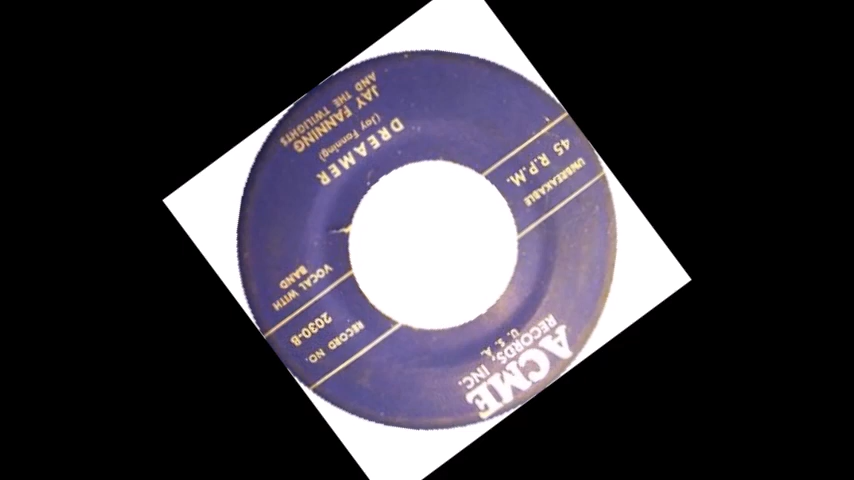 ACME
RECORDS, INC.
U. S. A.
UNBREAKABLE
45 R.P.M.
RECORD NO.
2030-B
VOCAL WITH
BAND
DREAMER
(Jay Fanning)
JAY FANNING
AND THE TWILIGHTS